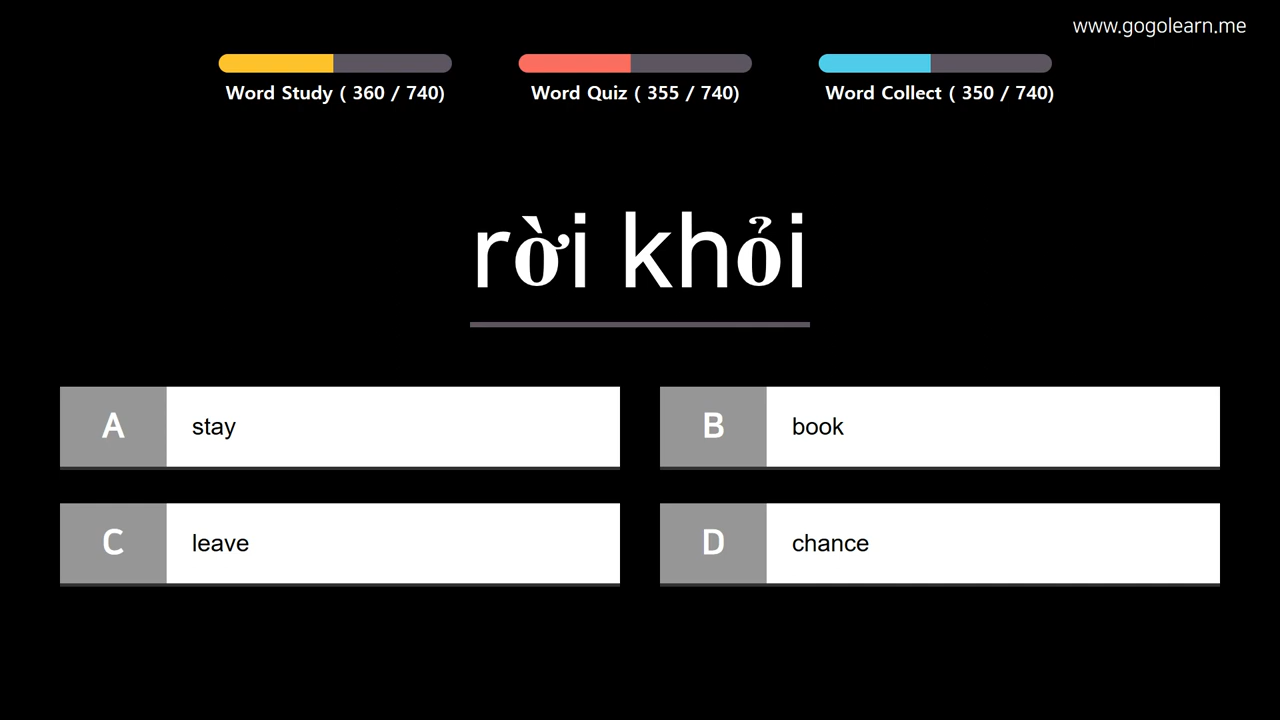 www.gogolearn.me
Word Study ( 360 / 740)
Word Quiz ( 355 / 740)
Word Collect ( 350 / 740)
rời khỏi
A stay
B book
C leave
D chance